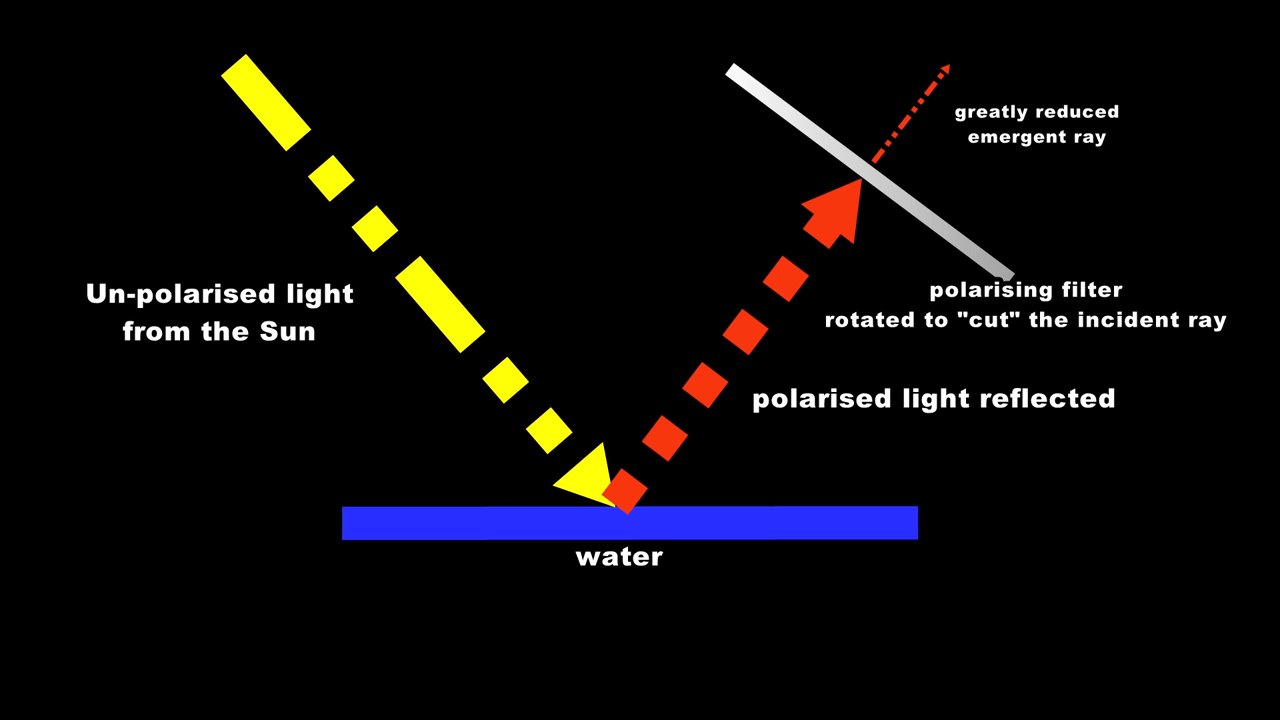 greatly reduced
emergent ray
Un-polarised light
from the Sun
polarising filter
rotated to "cut" the incident ray
polarised light reflected
water